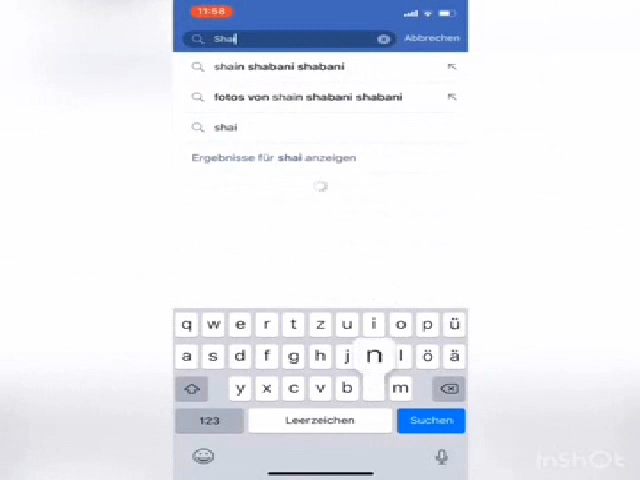 11:58
Shai
Abbrechen
shain shabani shabani
fotos von shain shabani shabani
shai
Ergebnisse für shai anzeigen
q w e r t z u i o p ü
a s d f g h j n l ö ä
y x c v b m
123 Leerzeichen Suchen
InShOt